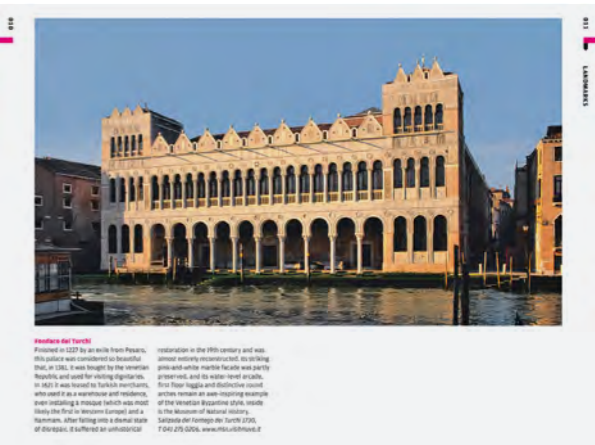 010
011
LANDMARKS
Fondaco dei Turchi
Finished in 1227 by an exile from Pesaro,
this palace was considered so beautiful
that, in 1381, it was bought by the Venetian
Republic and used for visiting dignitaries.
In 1621 it was leased to Turkish merchants,
who used it as a warehouse and residence,
even installing a mosque (which was most
likely the first in Western Europe) and a
hammam. After falling into a dismal state
of disrepair, it suffered an unhistorical
restoration in the 19th century and was
almost entirely reconstructed. Its striking
pink-and-white marble facade was partly
preserved, and its water-level arcade,
first floor loggia and distinctive round
arches remain an awe-inspiring example
of the Venetian Byzantine style. Inside
is the Museum of Natural History.
Salizada del Fontego dei Turchi 1730,
T 041 275 0206, www.msn.visitmuve.it